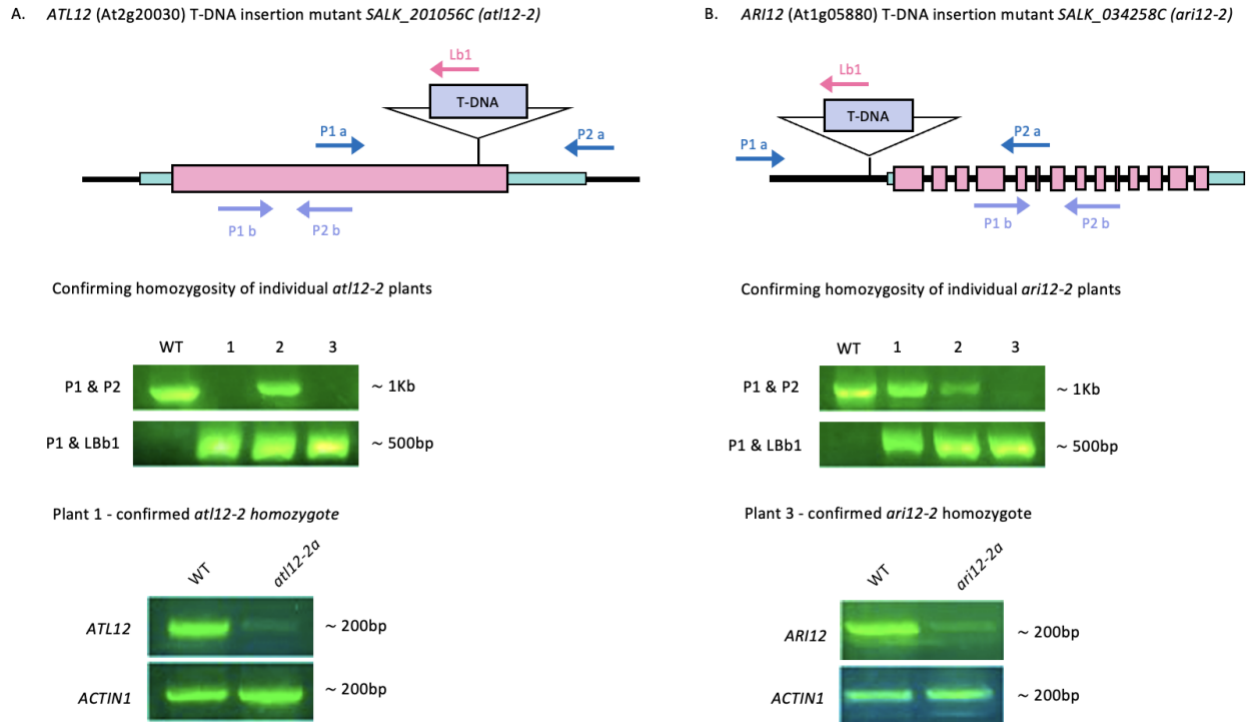 A. ATL12 (At2g20030) T-DNA insertion mutant SALK_201056C (atl12-2)
Lb1
T-DNA
P1 a
P2 a
P1 b
P2 b
Confirming homozygosity of individual atl12-2 plants
WT 1 2 3
P1 & P2 ~ 1Kb
P1 & LBb1 ~ 500bp
Plant 1 - confirmed atl12-2 homozygote
WT atl12-2a
ATL12 ~ 200bp
ACTIN1 ~ 200bp
B. ARI12 (At1g05880) T-DNA insertion mutant SALK_034258C (ari12-2)
Lb1
T-DNA
P1 a
P2 a
P1 b
P2 b
Confirming homozygosity of individual ari12-2 plants
WT 1 2 3
P1 & P2 ~ 1Kb
P1 & LBb1 ~ 500bp
Plant 3 - confirmed ari12-2 homozygote
WT ari12-2a
ARI12 ~ 200bp
ACTIN1 ~ 200bp